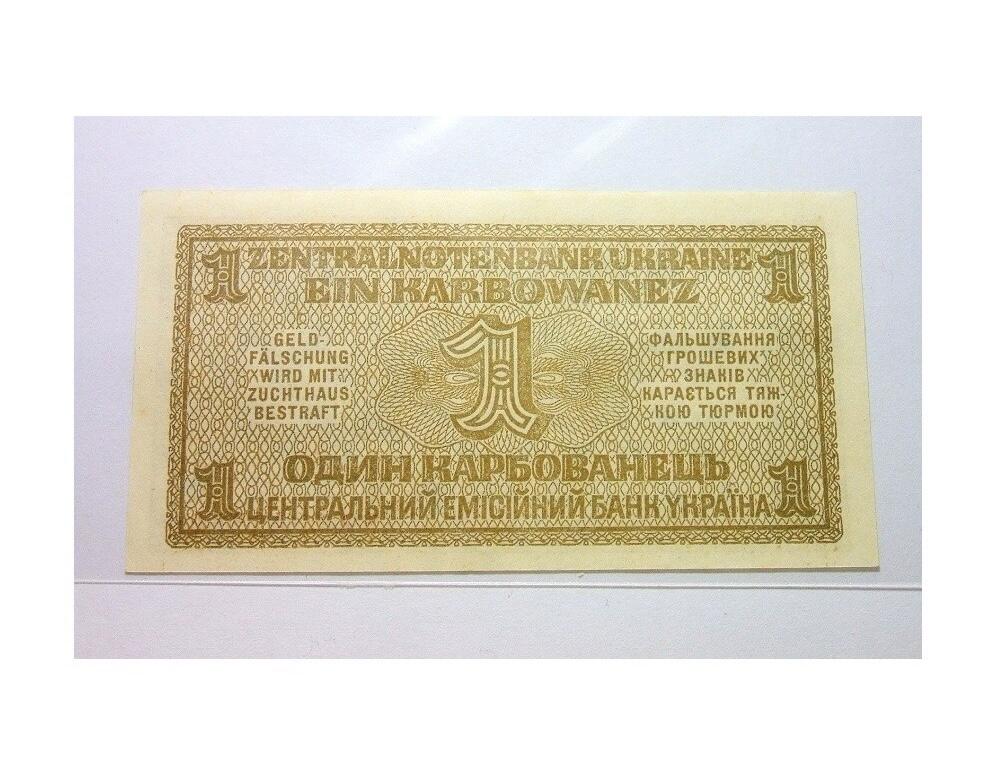 1 ZENTRALNOTENBANK UKRAINE 1
EIN KARBOWANEZ
GELD-
FÄLSCHUNG
WIRD MIT
ZUCHTHAUS
BESTRAFT
1
ФАЛЬШУВАННЯ
ГРОШЕВИХ
ЗНАКІВ
КАРАЄТЬСЯ ТЯЖ-
КОЮ ТЮРМОЮ
ОДИН КАРБОВАНЕЦЬ
1 ЦЕНТРАЛЬНИЙ ЕМІСІЙНИЙ БАНК УКРАЇНА 1